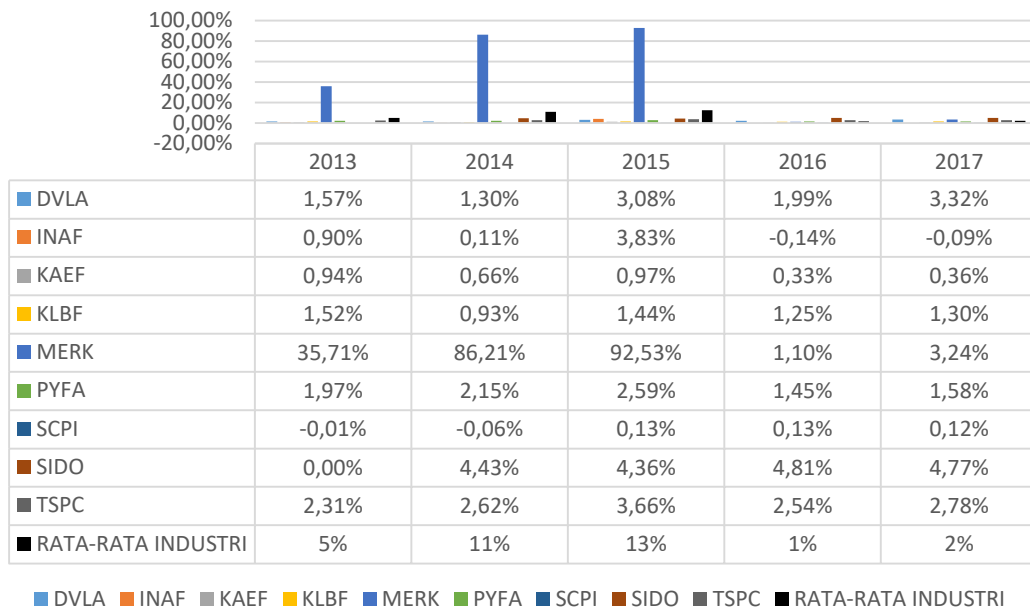 100,00%
80,00%
60,00%
40,00%
20,00%
0,00%
-20,00%
2013 2014 2015 2016 2017
DVLA 1,57% 1,30% 3,08% 1,99% 3,32%
INAF 0,90% 0,11% 3,83% -0,14% -0,09%
KAEF 0,94% 0,66% 0,97% 0,33% 0,36%
KLBF 1,52% 0,93% 1,44% 1,25% 1,30%
MERK 35,71% 86,21% 92,53% 1,10% 3,24%
PYFA 1,97% 2,15% 2,59% 1,45% 1,58%
SCPI -0,01% -0,06% 0,13% 0,13% 0,12%
SIDO 0,00% 4,43% 4,36% 4,81% 4,77%
TSPC 2,31% 2,62% 3,66% 2,54% 2,78%
RATA-RATA INDUSTRI 5% 11% 13% 1% 2%
DVLA INAF KAEF KLBF MERK PYFA SCPI SIDO TSPC RATA-RATA INDUSTRI